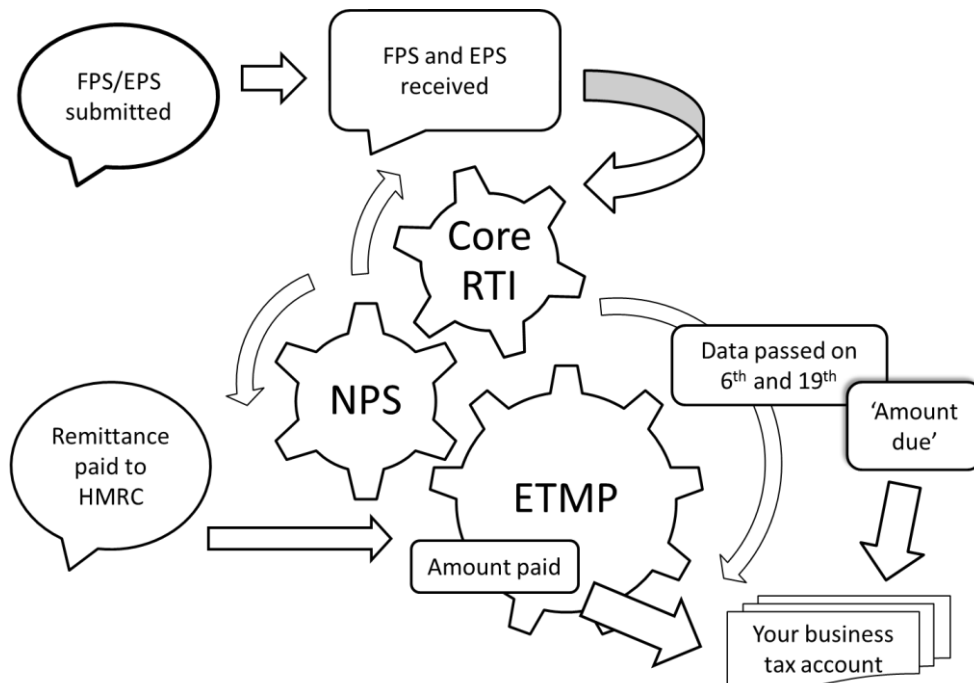 FPS/EPS
submitted
FPS and EPS
received
Core
RTI
NPS
Data passed on
6th and 19th
‘Amount
due’
Remittance
paid to
HMRC
ETMP
Amount paid
Your business
tax account